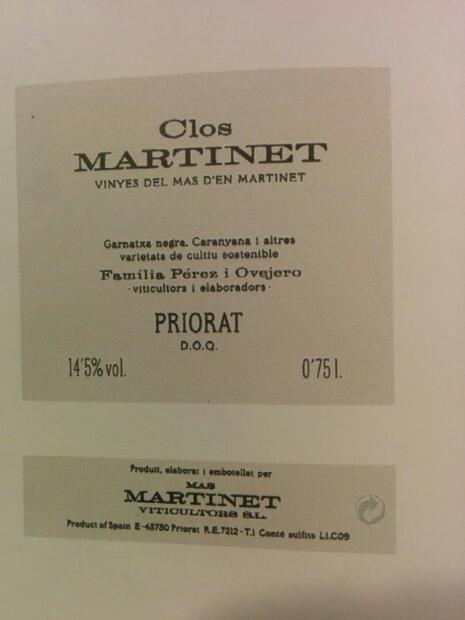 Clos
MARTINET
VINYES DEL MAS D'EN MARTINET
Garnatxa negra, Caranyana i altres
varietats de cultiu sostenible
Família Pérez i Ovejero
·viticultors i elaboradors·
PRIORAT
D.O.Q.
14'5% vol.
0'75 l.
Produït, elaborat i embotellat per
MAS
MARTINET
VITICULTORS S.L.
Product of Spain E-43730 Priorat R.E.7212-T.i Conté sulfits L1.C09